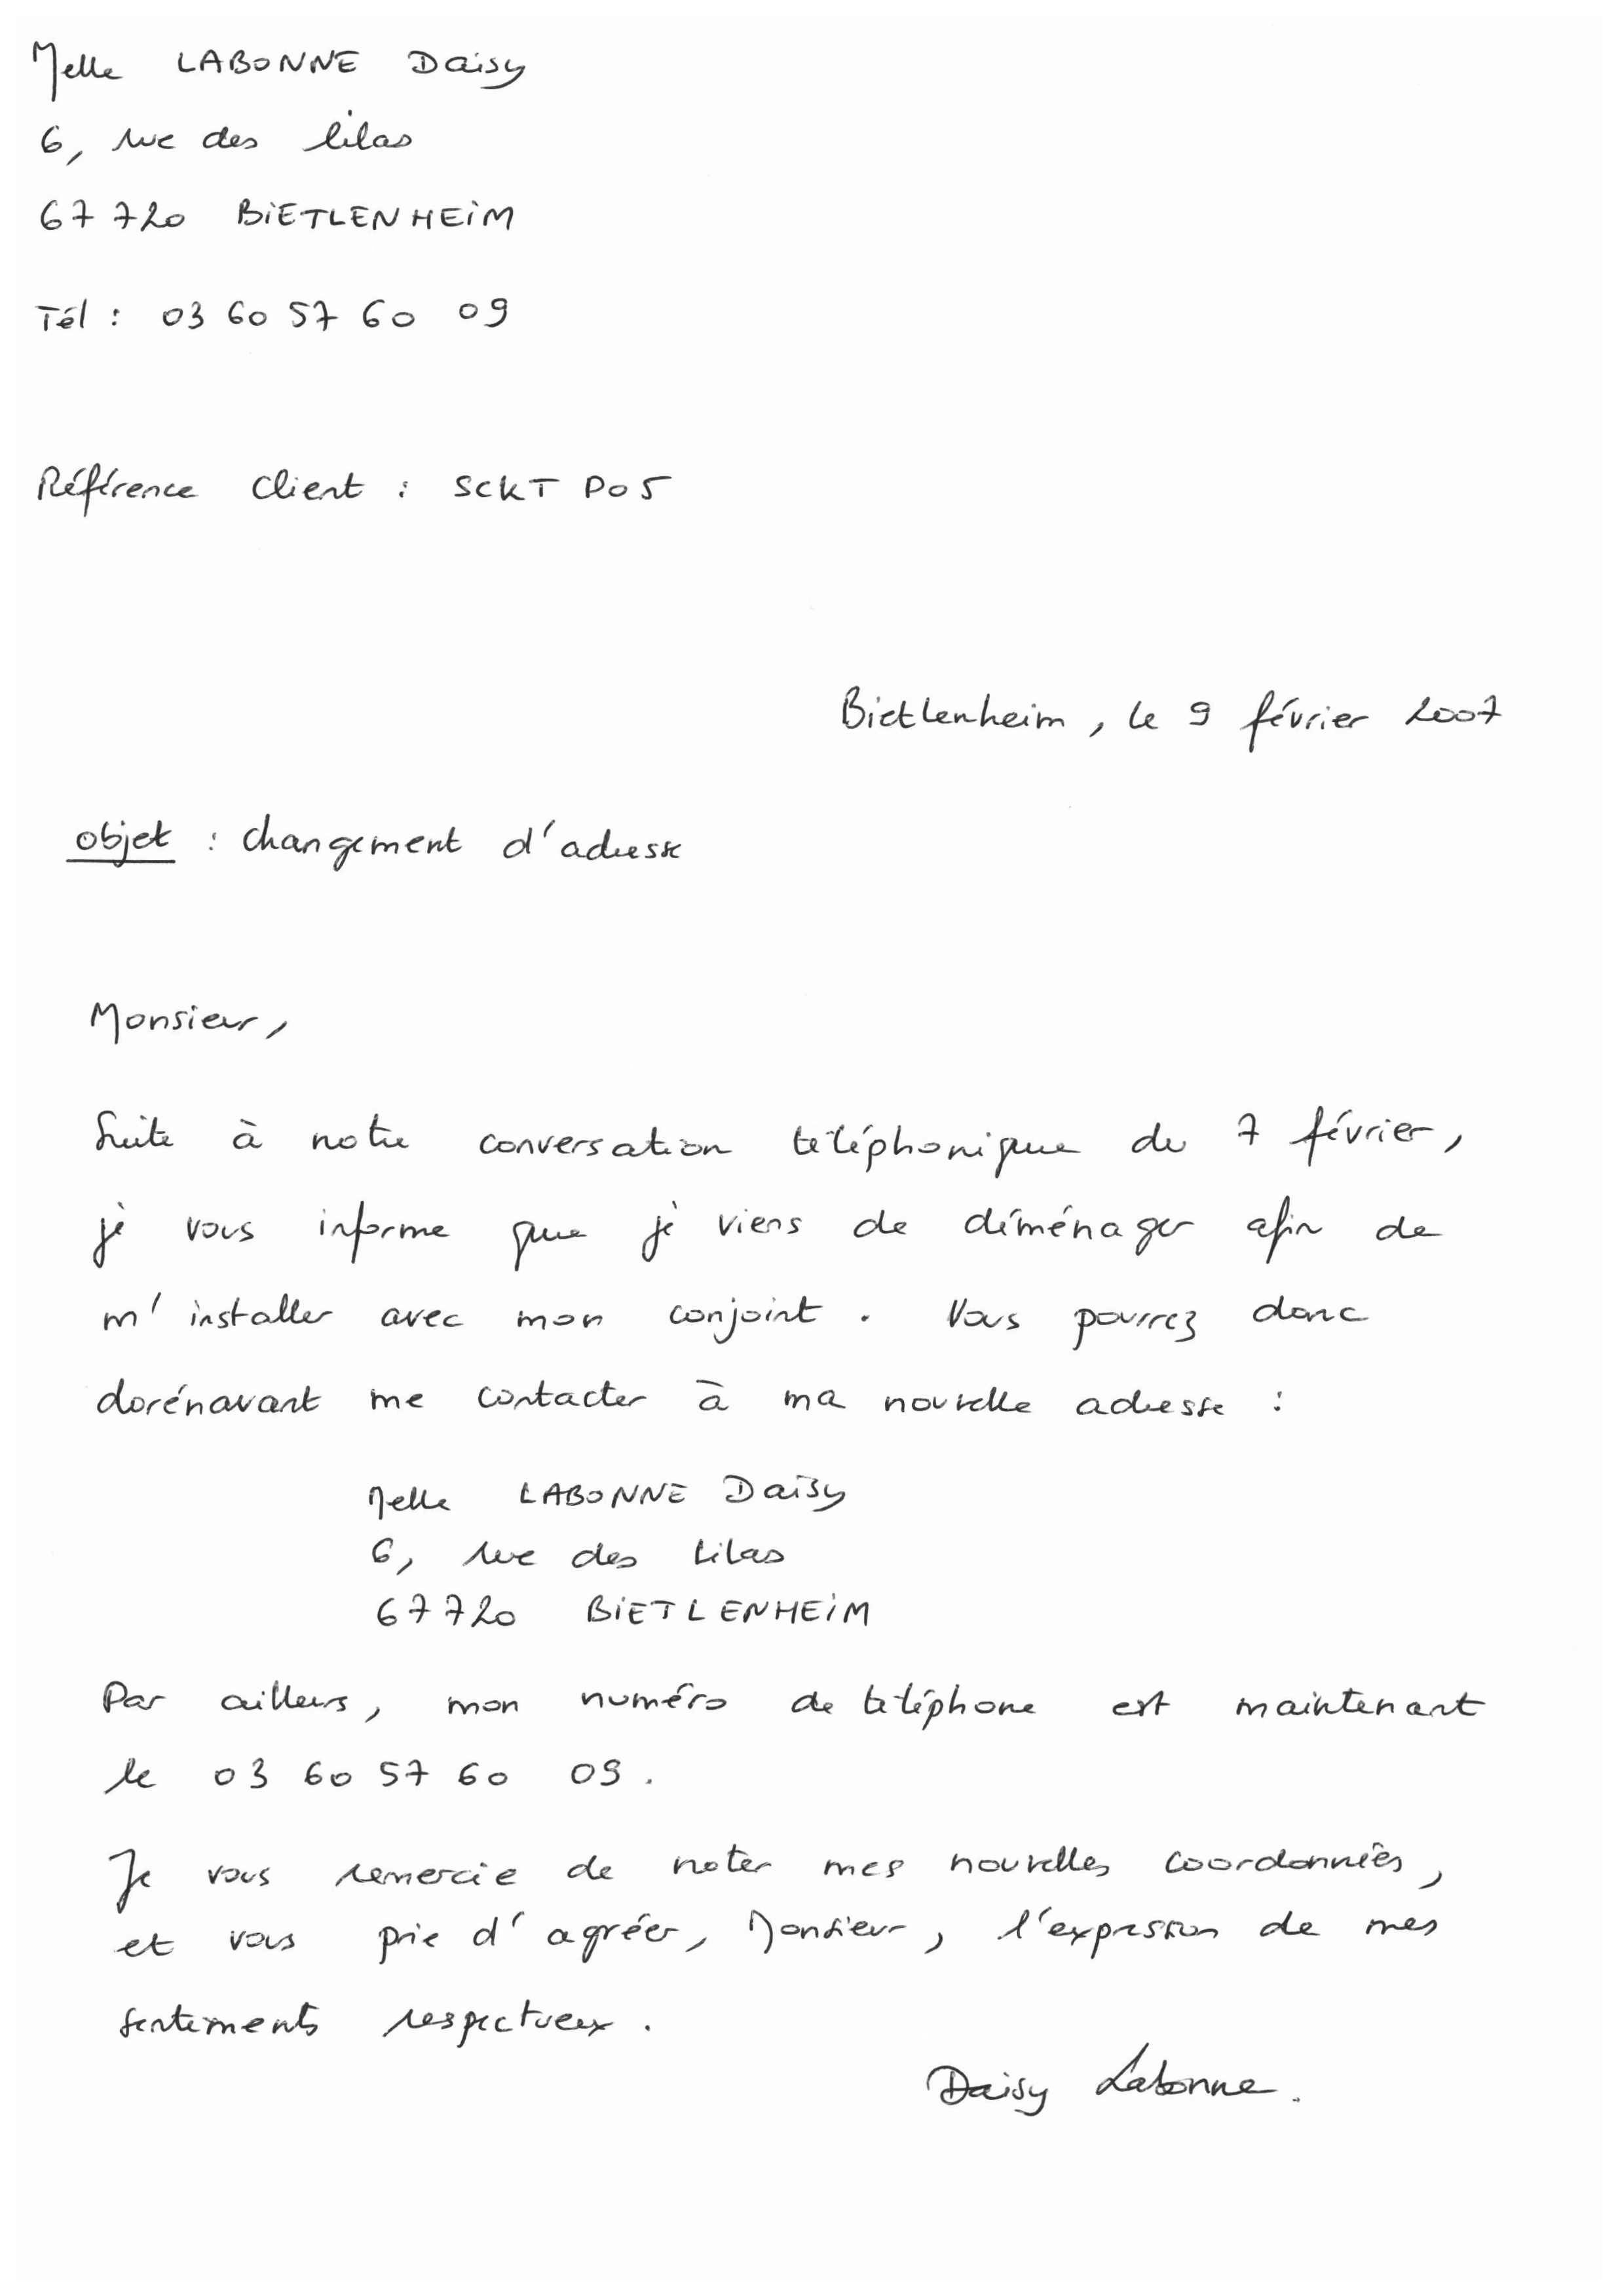 Melle LABONNE Daisy
6, rue des lilas
67 720 BIETLENHEIM
Tél : 03 60 57 60 09
Référence Client : SCKT P05
Bietlenheim, le 9 février 2007
objet : changement d'adresse
Monsieur,
Suite à notre conversation téléphonique du 7 février,
je vous informe que je viens de déménager afin de
m'installer avec mon conjoint. Vous pourrez donc
dorénavant me contacter à ma nouvelle adresse :
Melle LABONNE Daisy
6, rue des Lilas
67720 BIETLENHEIM
Par ailleurs, mon numéro de téléphone est maintenant
le 03 60 57 60 09.
Je vous remercie de noter mes nouvelles coordonnées,
et vous prie d'agréer, Monsieur, l'expression de mes
sentiments respectueux.
Daisy Labonne.